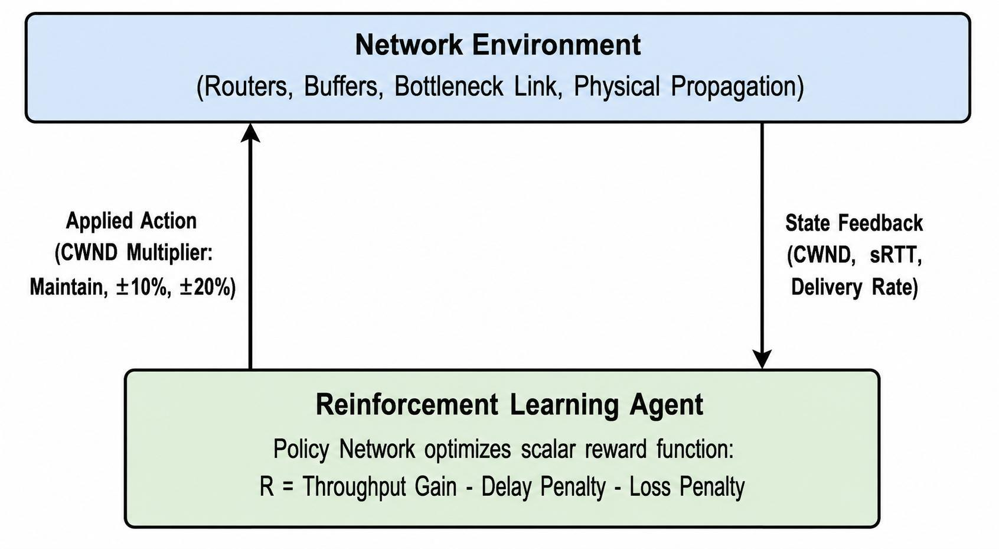 Network Environment
(Routers, Buffers, Bottleneck Link, Physical Propagation)
Applied Action
(CWND Multiplier:
Maintain, ±10%, ±20%)
State Feedback
(CWND, sRTT,
Delivery Rate)
Reinforcement Learning Agent
Policy Network optimizes scalar reward function:
R = Throughput Gain - Delay Penalty - Loss Penalty